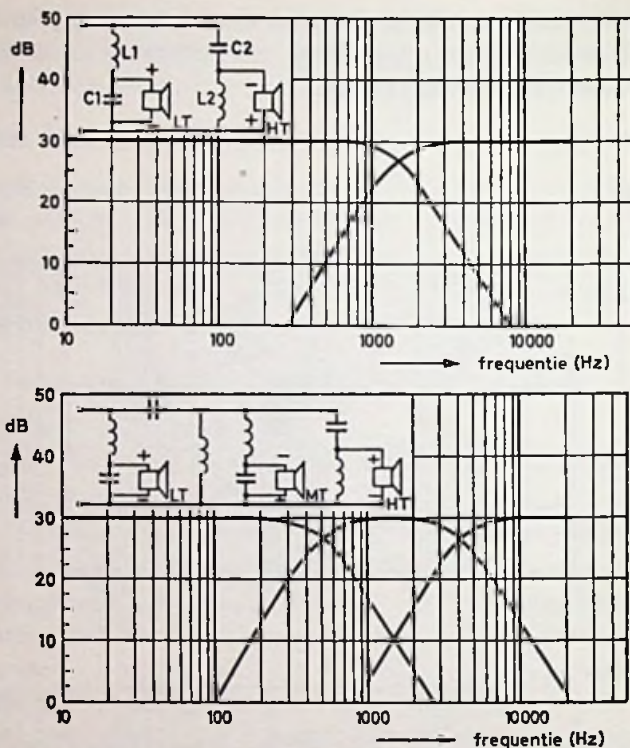 50
dB
40
30
20
10
0
L1
C1
+
−
LT
C2
L2
−
+
HT
10 100 1000 10000
frequentie (Hz)
50
dB
40
30
20
10
0
+
−
LT
−
+
MT
+
−
HT
10 100 1000 10000
frequentie (Hz)